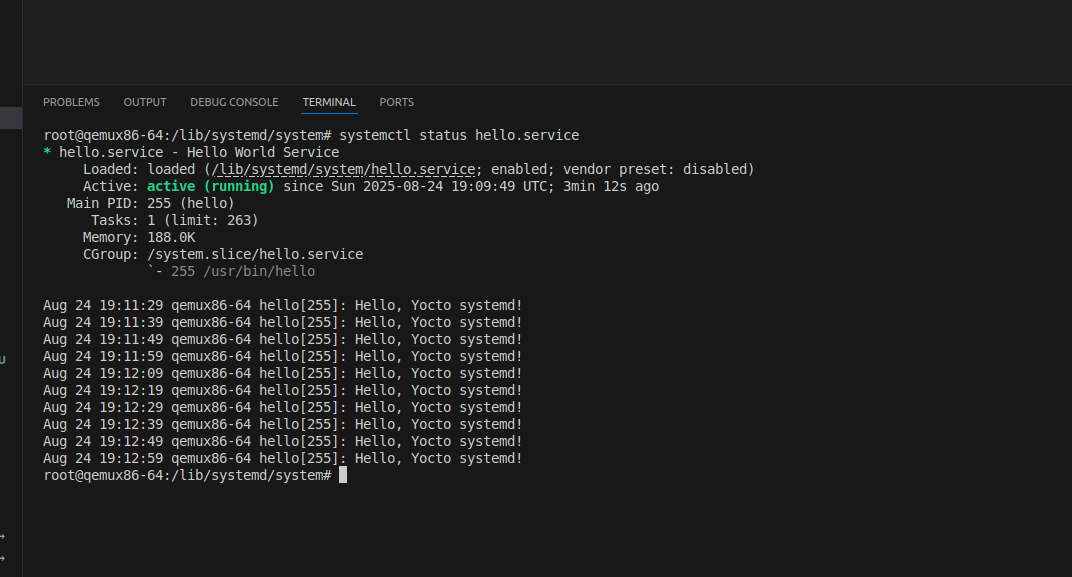 PROBLEMS OUTPUT DEBUG CONSOLE TERMINAL PORTS
root@qemux86-64:/lib/systemd/system# systemctl status hello.service
* hello.service - Hello World Service
     Loaded: loaded (/lib/systemd/system/hello.service; enabled; vendor preset: disabled)
     Active: active (running) since Sun 2025-08-24 19:09:49 UTC; 3min 12s ago
   Main PID: 255 (hello)
      Tasks: 1 (limit: 263)
     Memory: 188.0K
     CGroup: /system.slice/hello.service
             `- 255 /usr/bin/hello
Aug 24 19:11:29 qemux86-64 hello[255]: Hello, Yocto systemd!
Aug 24 19:11:39 qemux86-64 hello[255]: Hello, Yocto systemd!
Aug 24 19:11:49 qemux86-64 hello[255]: Hello, Yocto systemd!
Aug 24 19:11:59 qemux86-64 hello[255]: Hello, Yocto systemd!
U
Aug 24 19:12:09 qemux86-64 hello[255]: Hello, Yocto systemd!
Aug 24 19:12:19 qemux86-64 hello[255]: Hello, Yocto systemd!
Aug 24 19:12:29 qemux86-64 hello[255]: Hello, Yocto systemd!
Aug 24 19:12:39 qemux86-64 hello[255]: Hello, Yocto systemd!
Aug 24 19:12:49 qemux86-64 hello[255]: Hello, Yocto systemd!
Aug 24 19:12:59 qemux86-64 hello[255]: Hello, Yocto systemd!
root@qemux86-64:/lib/systemd/system#